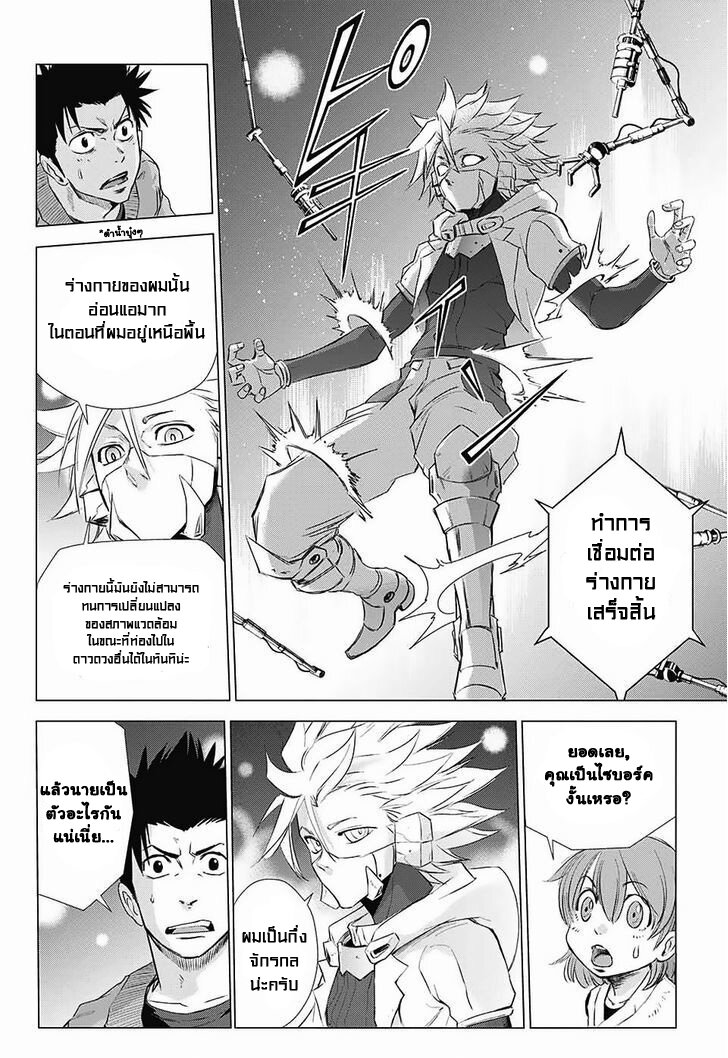 ทำการ
เชื่อมต่อ
ร่างกาย
เสร็จสิ้น
*ดำน้ำบุ๋งๆ
ร่างกายของผมนั้น
อ่อนแอมาก
ในตอนที่ผมอยู่เหนือพื้น
ร่างกายนี้มันยังไม่สามารถ
ทนการเปลี่ยนแปลง
ของสภาพแวดล้อม
ในขณะที่ท่องไปใน
ดาวดวงอื่นได้ในทันทีน่ะ
ยอดเลย,
คุณเป็นไซบอร์ค
งั้นเหรอ?
ผมเป็นกึ่ง
จักรกล
น่ะครับ
แล้วนายเป็น
ตัวอะไรกัน
แน่เนี่ย...